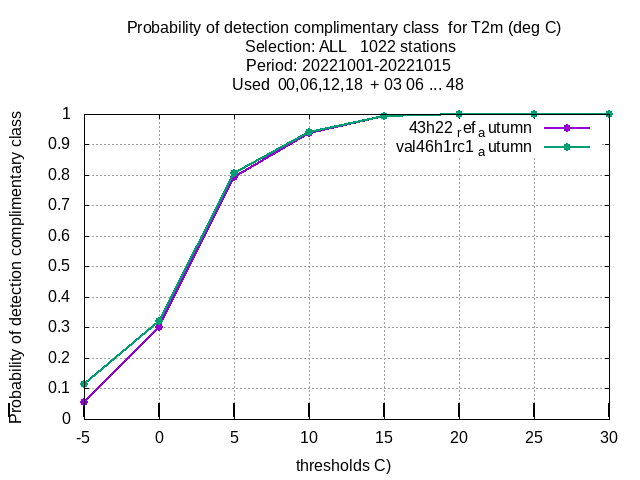 Probability of detection complimentary class  for T2m (deg C)
Selection: ALL   1022 stations
Period: 20221001-20221015
Used  00,06,12,18  + 03 06 ... 48
Probability of detection complimentary class
1
0.9
0.8
0.7
0.6
0.5
0.4
0.3
0.2
0.1
0
43h22 ref a utumn
val46h1rc1 a utumn
-5 0 5 10 15 20 25 30
thresholds C)